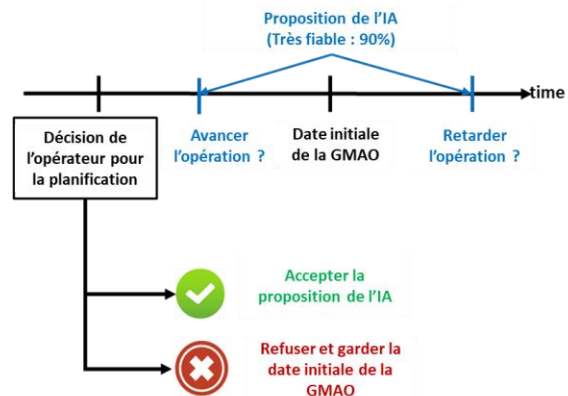 Proposition de l'IA
(Très fiable : 90%)
time
Décision de
l'opérateur pour
la planification
Avancer
l'opération ?
Date initiale
de la GMAO
Retarder
l'opération ?
Accepter la
proposition de l'IA
Refuser et garder la
date initiale de la
GMAO